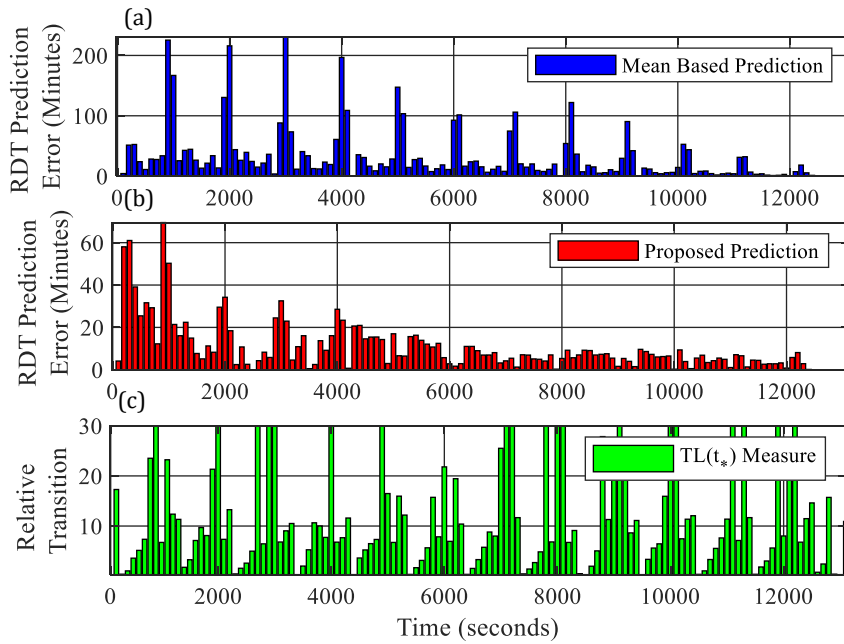 (a)
RDT Prediction
Error (Minutes)
200
100
0
Mean Based Prediction
0 2000 4000 6000 8000 10000 12000
(b)
RDT Prediction
Error (Minutes)
60
40
20
0
Proposed Prediction
0 2000 4000 6000 8000 10000 12000
(c)
Relative
Transition
30
20
10
TL(t*) Measure
0 2000 4000 6000 8000 10000 12000
Time (seconds)